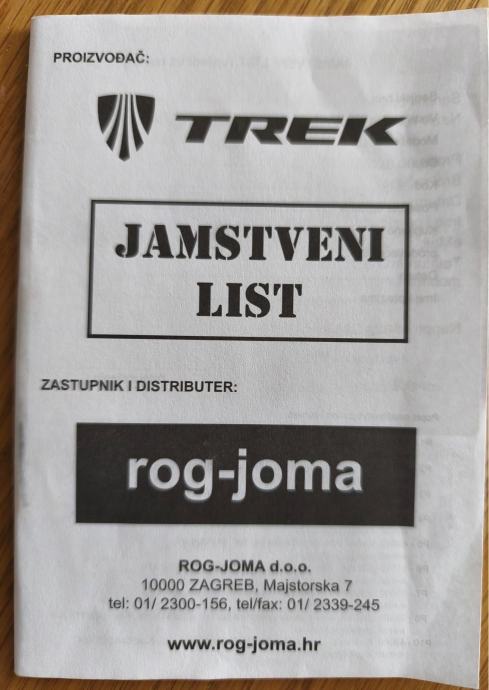 PROIZVOĐAČ:
TREK
JAMSTVENI
LIST
ZASTUPNIK I DISTRIBUTER:
rog-joma
ROG-JOMA d.o.o.
10000 ZAGREB, Majstorska 7
tel: 01/ 2300-156, tel/fax: 01/ 2339-245
www.rog-joma.hr